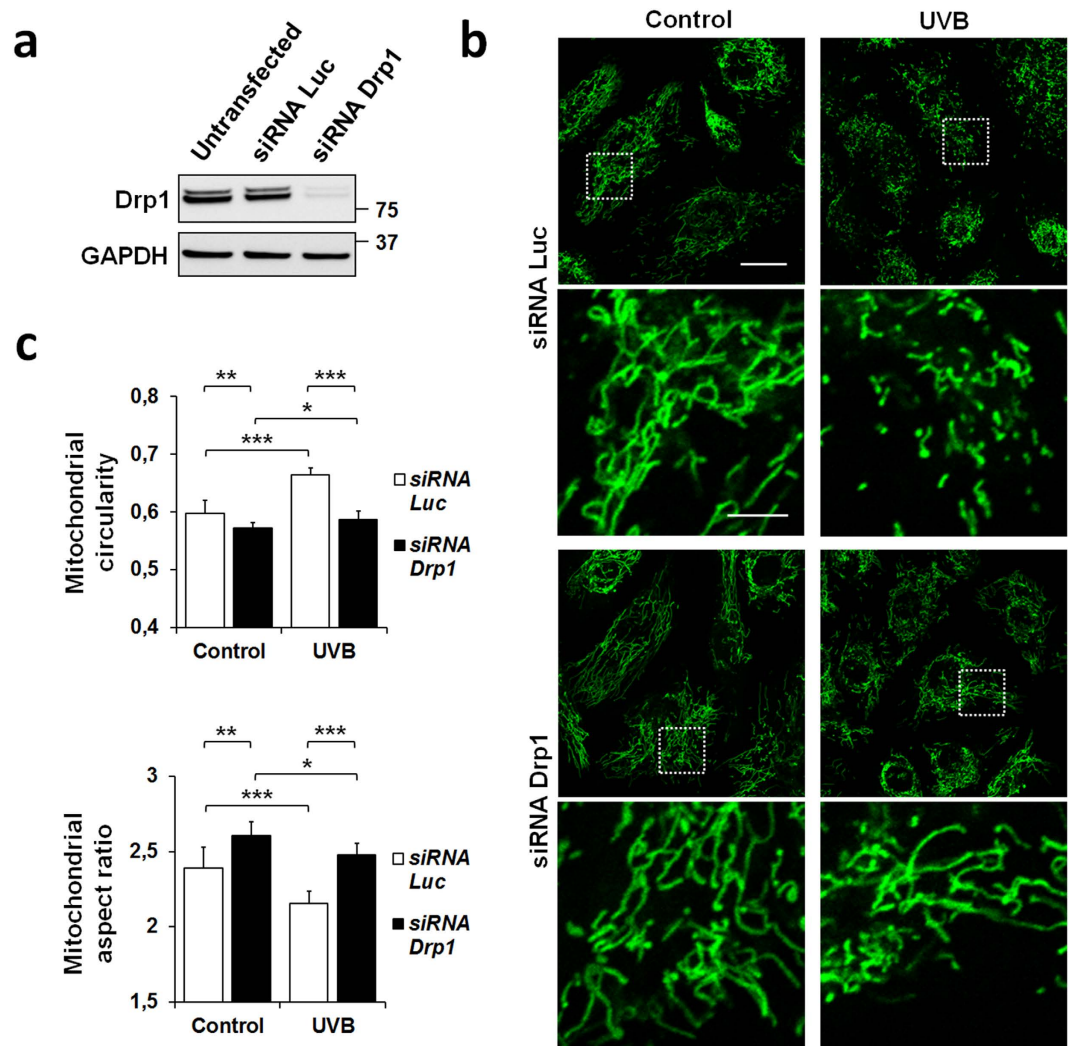 a
Untransfected
siRNA Luc
siRNA Drp1
Drp1
75
37
GAPDH
b
Control
UVB
siRNA Luc
siRNA Drp1
c
** ***
*
***
0,8
0,7
0,6
0,5
0,4
Mitochondrial
circularity
siRNA
Luc
siRNA
Drp1
Control UVB
** ***
*
***
3
2,5
2
1,5
Mitochondrial
aspect ratio
siRNA
Luc
siRNA
Drp1
Control UVB